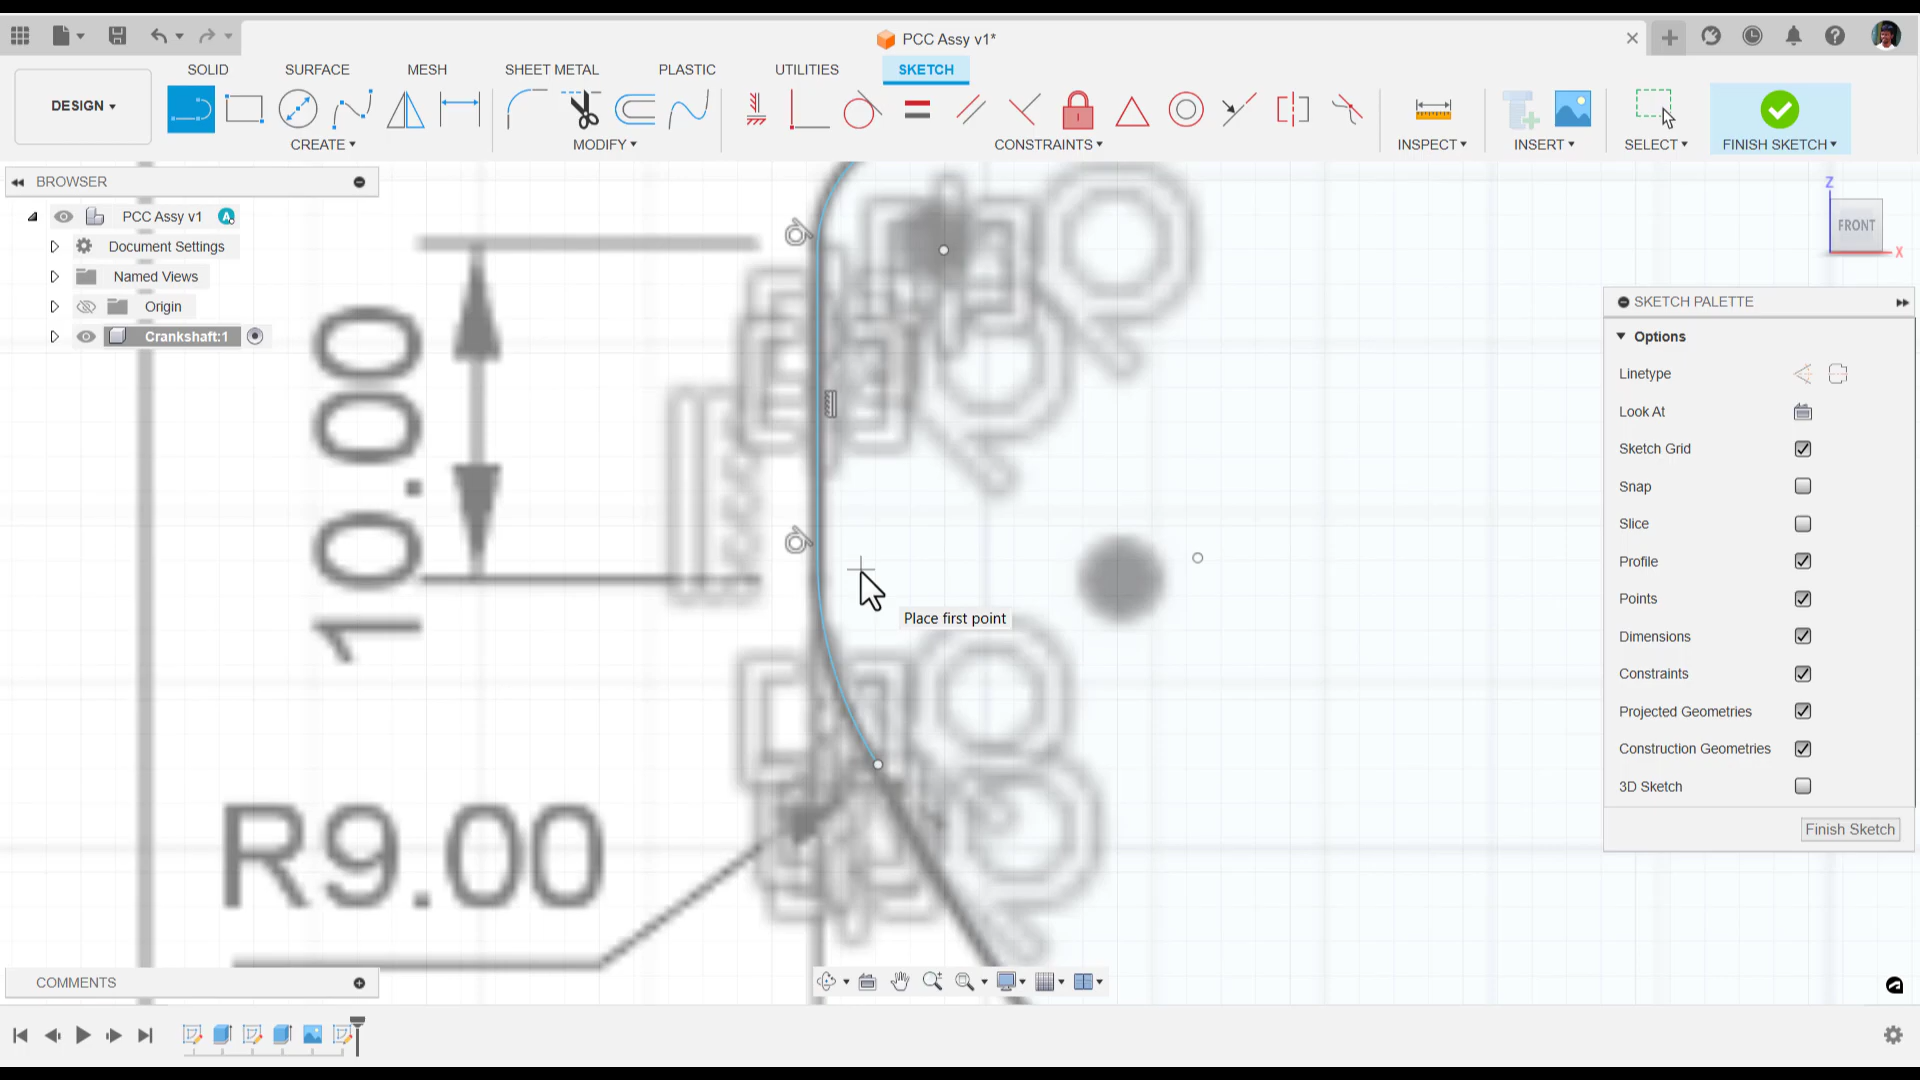 PCC Assy v1*
SOLID SURFACE MESH SHEET METAL PLASTIC UTILITIES SKETCH
DESIGN
CREATE MODIFY CONSTRAINTS INSPECT INSERT SELECT FINISH SKETCH
BROWSER
PCC Assy v1
Document Settings
Named Views
Origin
Crankshaft:1
10.00
R9.00
Place first point
Z
FRONT
X
SKETCH PALETTE
Options
Linetype
Look At
Sketch Grid
Snap
Slice
Profile
Points
Dimensions
Constraints
Projected Geometries
Construction Geometries
3D Sketch
Finish Sketch
COMMENTS